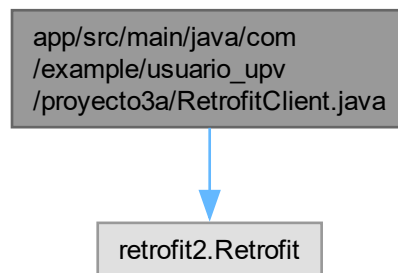 app/src/main/java/com
/example/usuario_upv
/proyecto3a/RetrofitClient.java
retrofit2.Retrofit